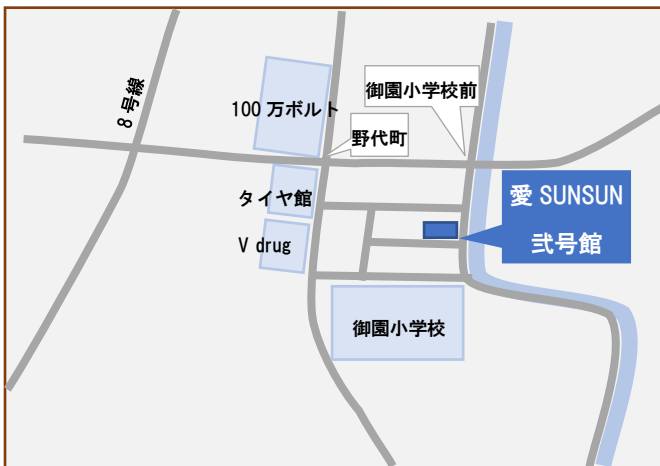 8号線
100万ボルト
御園小学校前
野代町
タイヤ館
愛 SUNSUN
弐号館
V drug
御園小学校